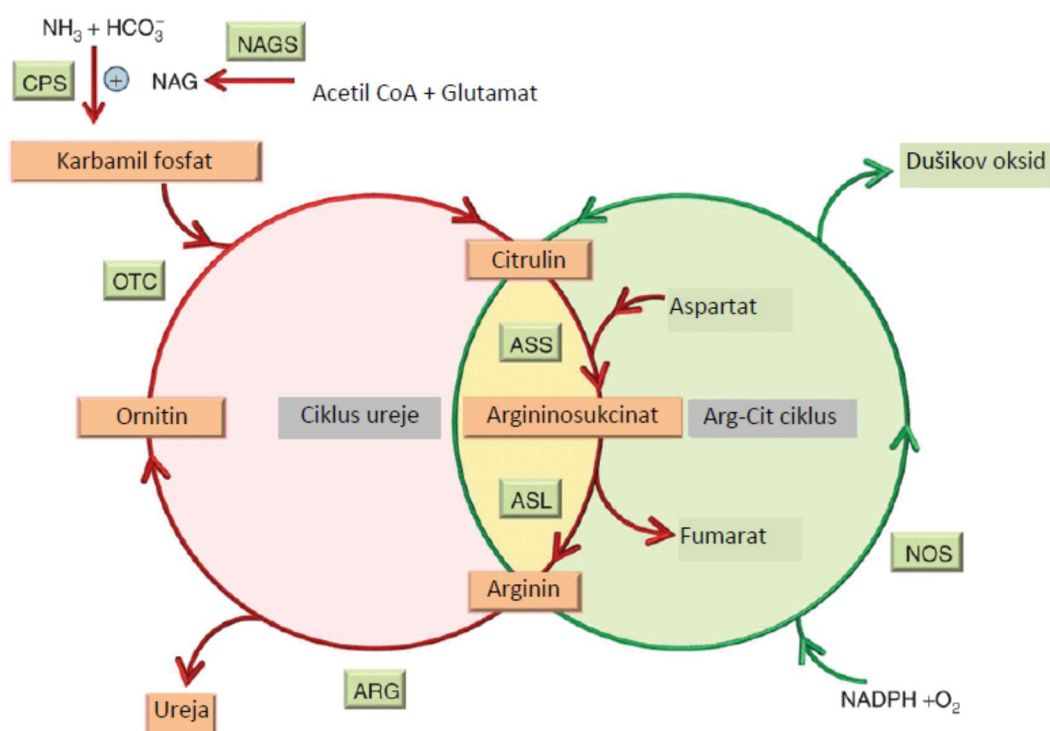 NH₃ + HCO₃⁻
NAGS
CPS
+
NAG
Acetil CoA + Glutamat
Karbamil fosfat
Dušikov oksid
Citrulin
OTC
Aspartat
ASS
Ornitin
Ciklus ureje
Argininosukcinat
Arg-Cit ciklus
ASL
Fumarat
NOS
Arginin
ARG
Ureja
NADPH +O₂